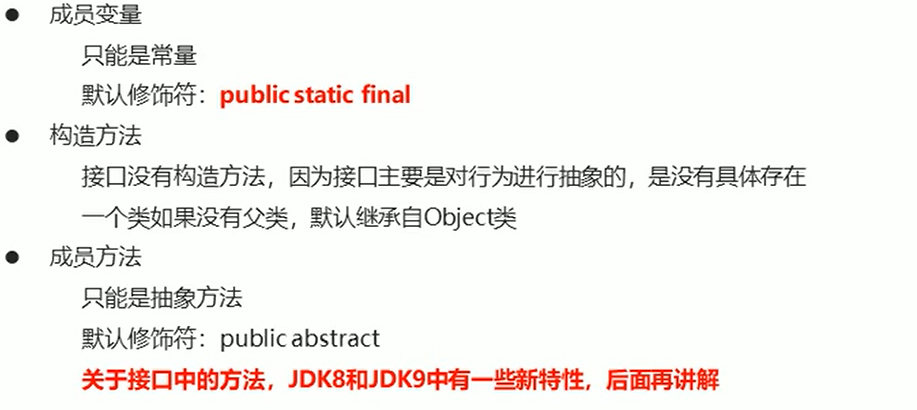 ● 成员变量
只能是常量
默认修饰符：public static final
● 构造方法
接口没有构造方法，因为接口主要是对行为进行抽象的，是没有具体存在
一个类如果没有父类，默认继承自Object类
● 成员方法
只能是抽象方法
默认修饰符：public abstract
关于接口中的方法，JDK8和JDK9中有一些新特性，后面再讲解